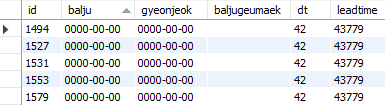 id balju gyeonjeok baljugeumaek dt leadtime
1494 0000-00-00 0000-00-00 42 43779
1527 0000-00-00 0000-00-00 42 43779
1531 0000-00-00 0000-00-00 42 43779
1553 0000-00-00 0000-00-00 42 43779
1579 0000-00-00 0000-00-00 42 43779